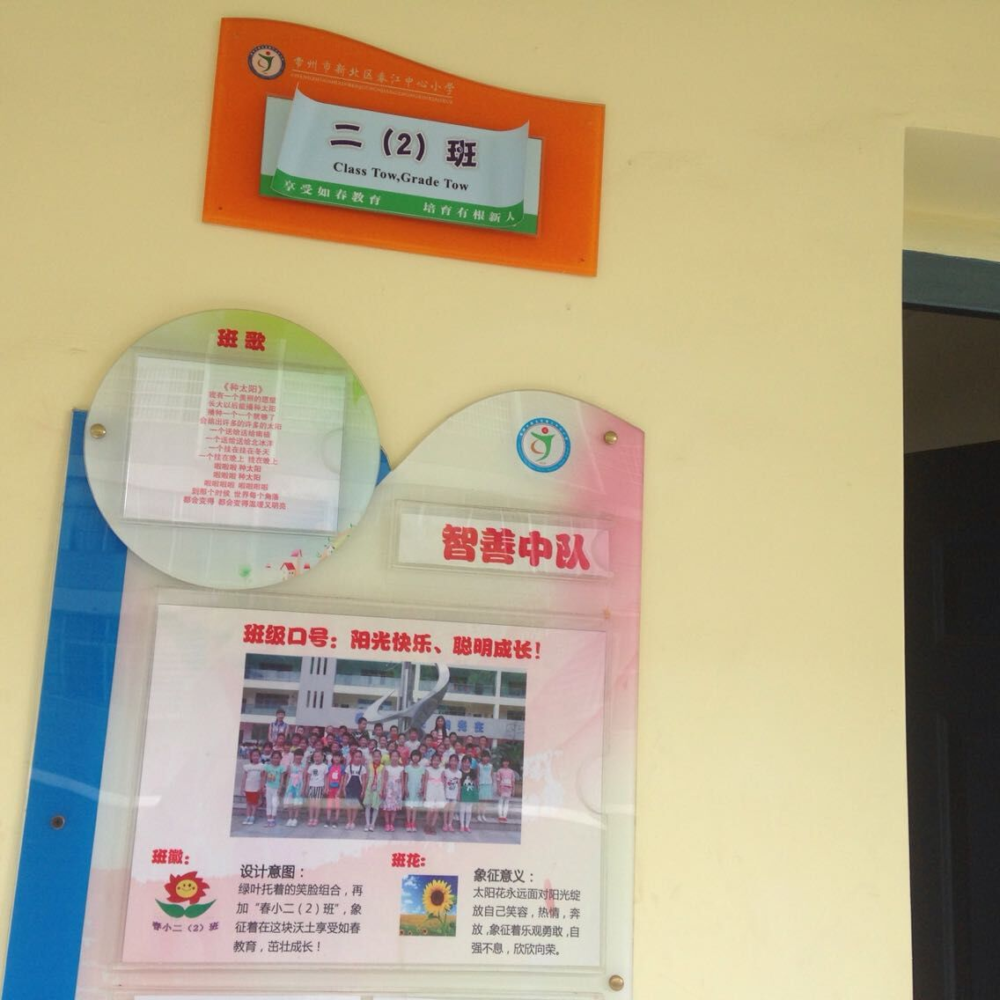 常州市新北区春江中心小学
二（2）班
Class Tow,Grade Tow
享受如春教育 培育有根新人
班歌
《种太阳》
我有一个美丽的愿望
长大以后能播种太阳
播种一个一个就够了
会给出许多的许多的太阳
一个送给送给南极
一个送给送给北冰洋
一个挂在挂在冬天
一个挂在晚上 挂在晚上
啦啦啦 种太阳
啦啦啦 种太阳
啦啦啦啦 啦啦啦啦
到那个时候 世界每个角落
都会变得 都会变得温暖又明亮
智善中队
班级口号：阳光快乐、聪明成长！
班徽：
春小二（2）班
设计意图：
绿叶托着的笑脸组合，再
加“春小二（2）班”，象
征着在这块沃土享受如春
教育，茁壮成长！
班花：
象征意义：
太阳花永远面对阳光绽
放自己笑容，热情，奔
放，象征着乐观勇敢，自
强不息，欣欣向荣。